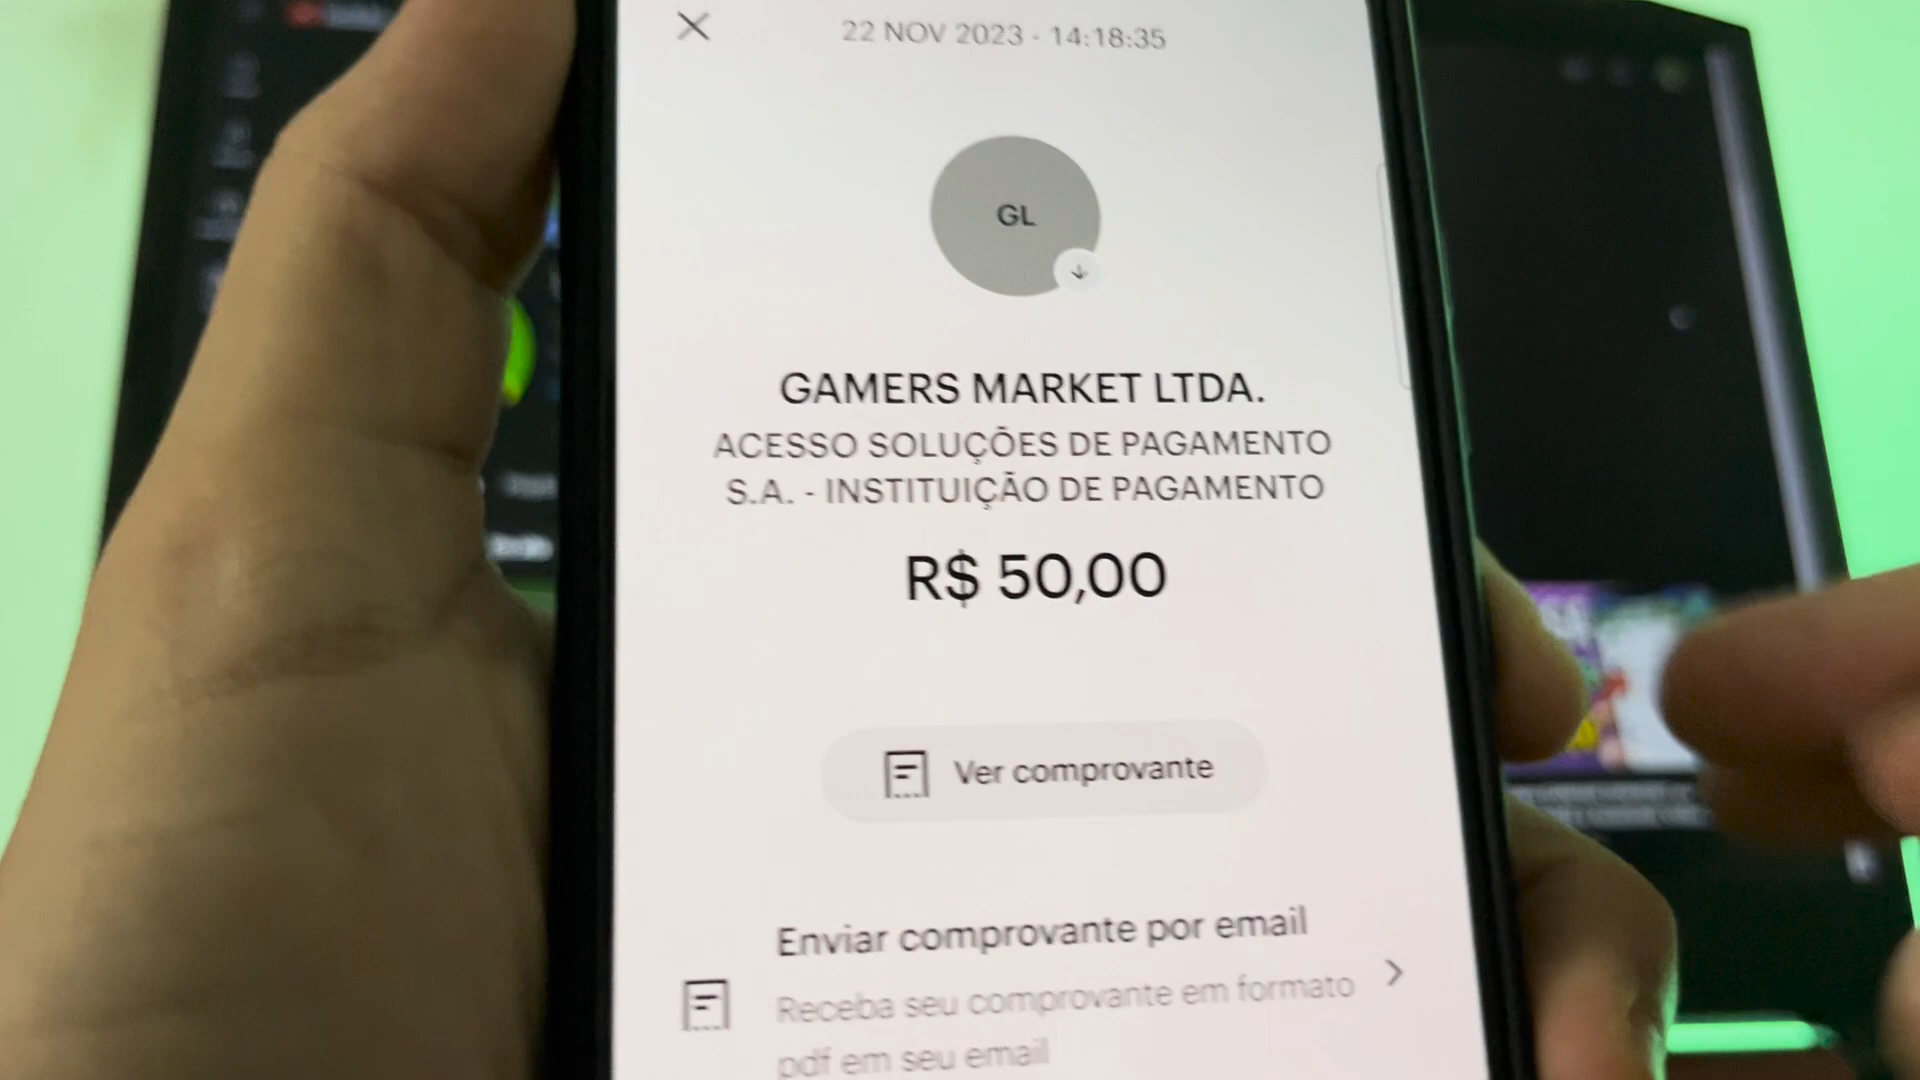 22 NOV 2023 - 14:18:35
GL
GAMERS MARKET LTDA.
ACESSO SOLUÇÕES DE PAGAMENTO
S.A. - INSTITUIÇÃO DE PAGAMENTO
R$ 50,00
Ver comprovante
Enviar comprovante por email
Receba seu comprovante em formato
pdf em seu email